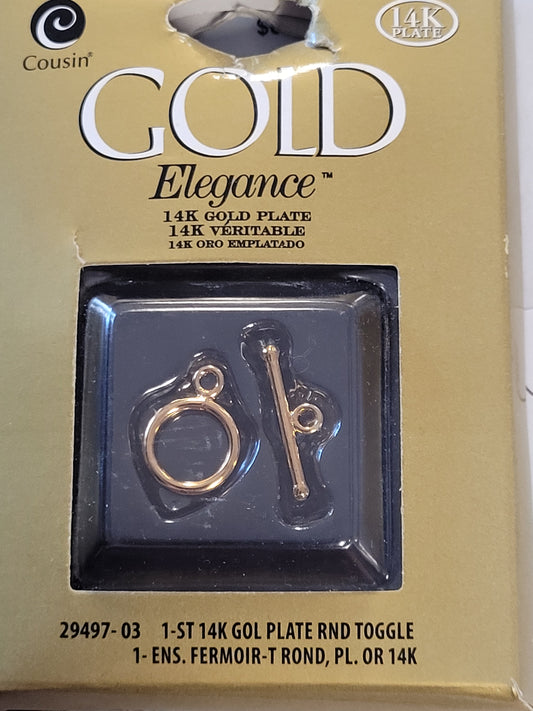 Cousin®
14K
PLATE
GOLD
Elegance™
14K GOLD PLATE
14K VÉRITABLE
14K ORO EMPLATADO
29497-03 1-ST 14K GOL PLATE RND TOGGLE
1- ENS. FERMOIR-T ROND, PL. OR 14K